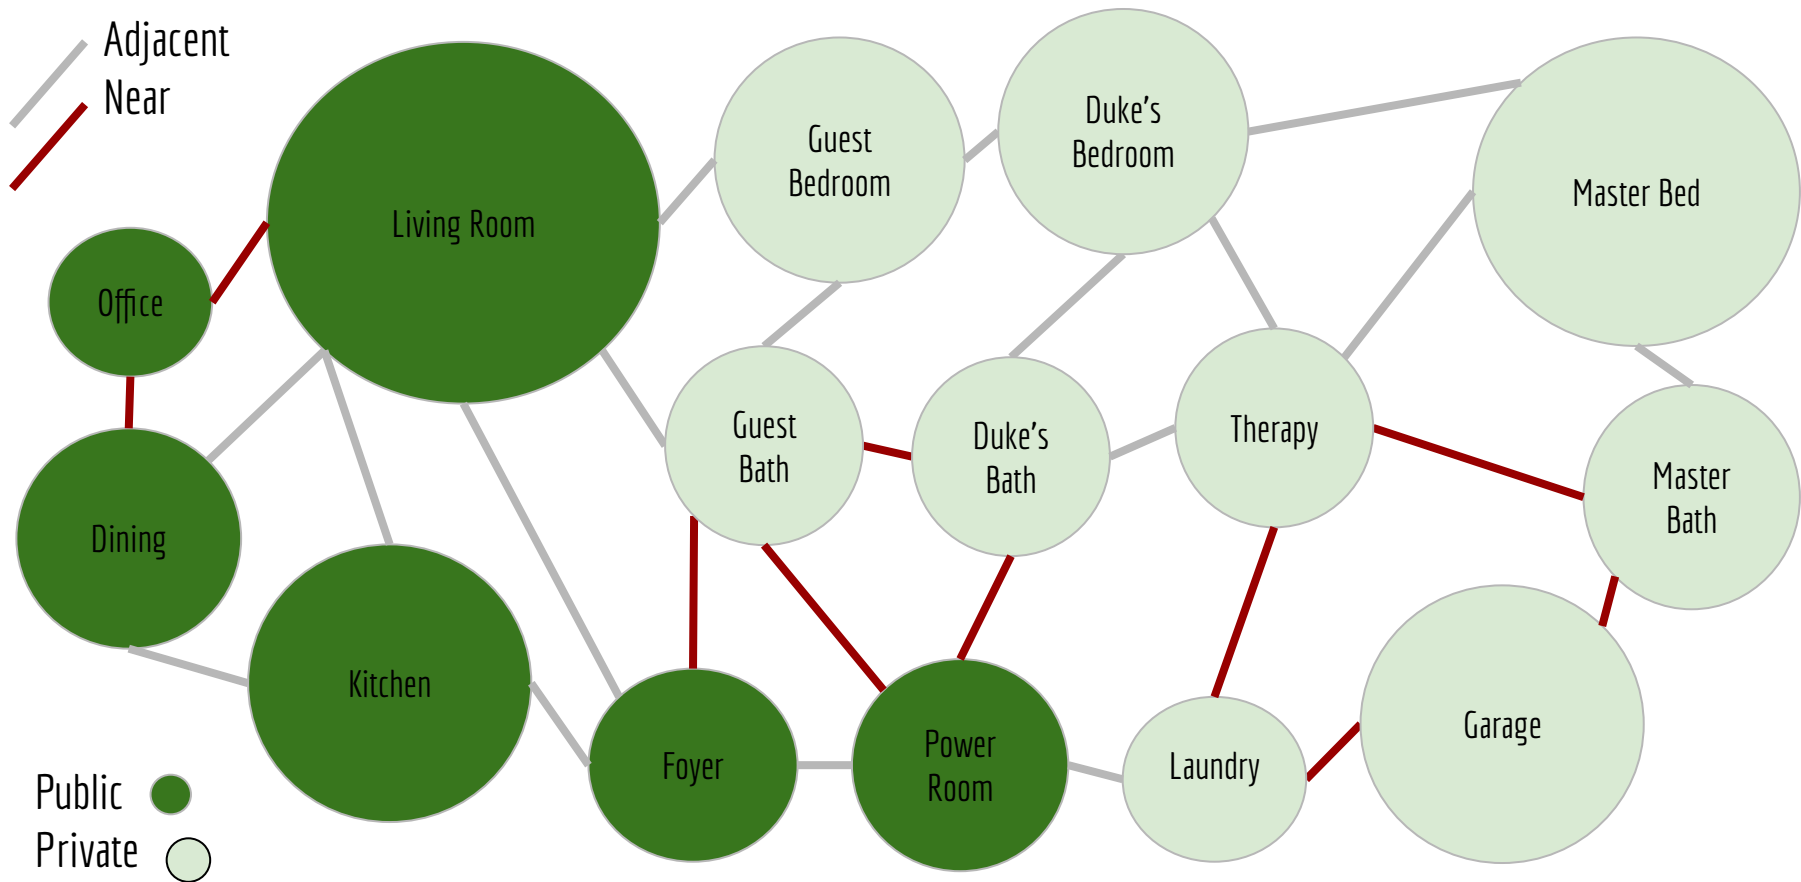 Adjacent
Near
Living Room
Guest
Bedroom
Duke's
Bedroom
Master Bed
Office
Dining
Guest
Bath
Duke's
Bath
Therapy
Master
Bath
Kitchen
Foyer
Power
Room
Laundry
Garage
Public
Private